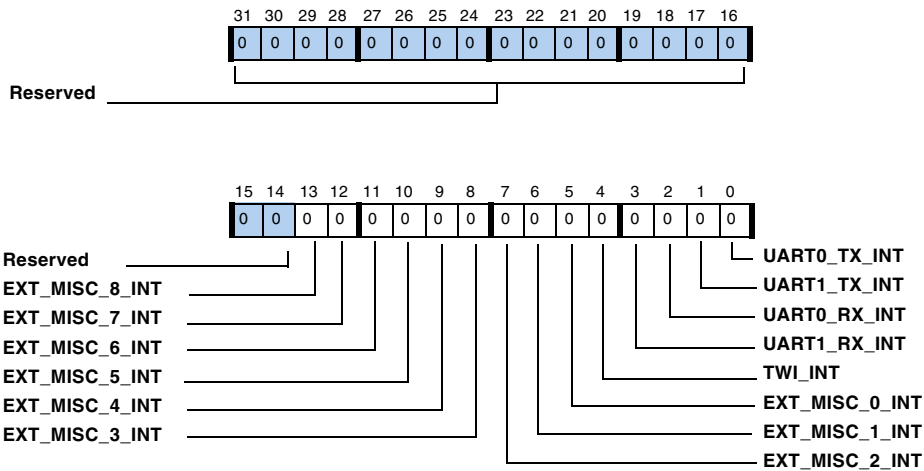 31 30 29 28 27 26 25 24 23 22 21 20 19 18 17 16
0 0 0 0 0 0 0 0 0 0 0 0 0 0 0 0
Reserved
15 14 13 12 11 10 9 8 7 6 5 4 3 2 1 0
0 0 0 0 0 0 0 0 0 0 0 0 0 0 0 0
Reserved
EXT_MISC_8_INT
EXT_MISC_7_INT
EXT_MISC_6_INT
EXT_MISC_5_INT
EXT_MISC_4_INT
EXT_MISC_3_INT
UART0_TX_INT
UART1_TX_INT
UART0_RX_INT
UART1_RX_INT
TWI_INT
EXT_MISC_0_INT
EXT_MISC_1_INT
EXT_MISC_2_INT